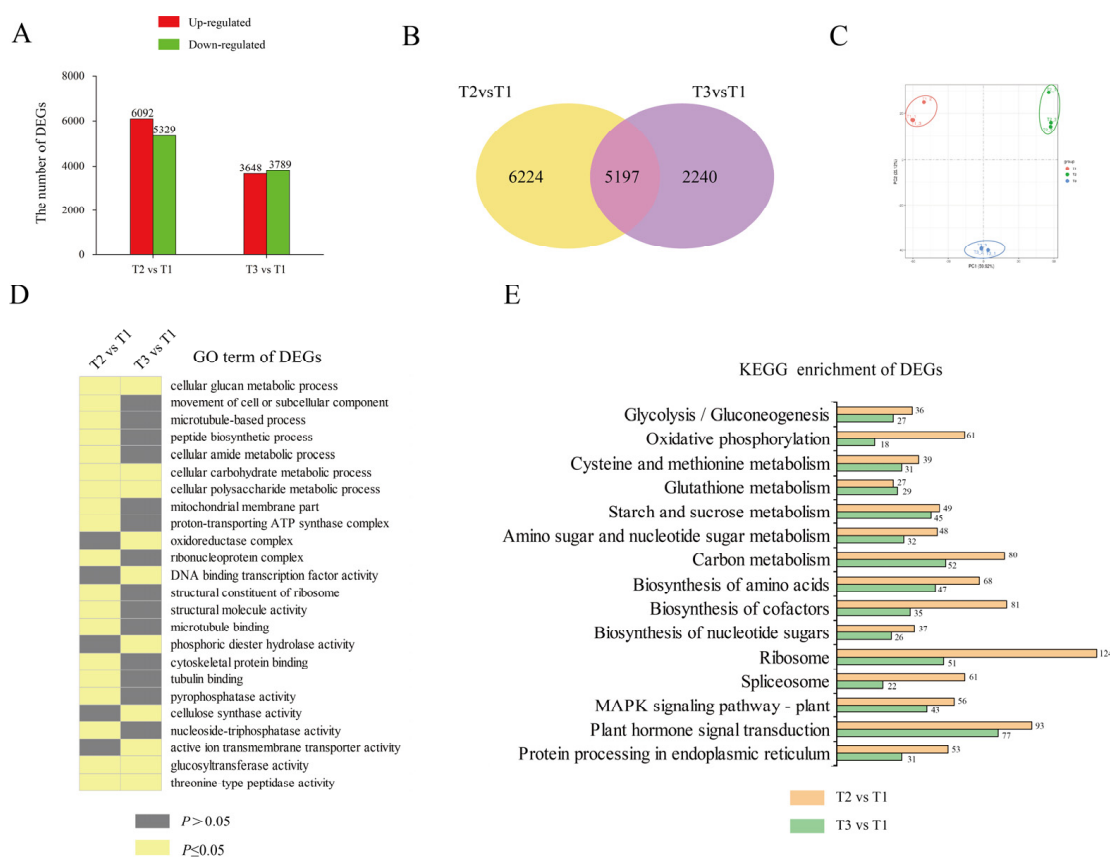 A
Up-regulated
Down-regulated
The number of DEGs
8000
6000
4000
2000
0
6092
5329
3648
3789
T2 vs T1
T3 vs T1
B
T2vsT1
T3vsT1
6224
5197
2240
C
group
D
T2 vs T1
T3 vs T1
GO term of DEGs
cellular glucan metabolic process
movement of cell or subcellular component
microtubule-based process
peptide biosynthetic process
cellular amide metabolic process
cellular carbohydrate metabolic process
cellular polysaccharide metabolic process
mitochondrial membrane part
proton-transporting ATP synthase complex
oxidoreductase complex
ribonucleoprotein complex
DNA binding transcription factor activity
structural constituent of ribosome
structural molecule activity
microtubule binding
phosphoric diester hydrolase activity
cytoskeletal protein binding
tubulin binding
pyrophosphatase activity
cellulose synthase activity
nucleoside-triphosphatase activity
active ion transmembrane transporter activity
glucosyltransferase activity
threonine-type peptidase activity
P > 0.05
P≤0.05
E
KEGG enrichment of DEGs
Glycolysis / Gluconeogenesis 36 27
Oxidative phosphorylation 61 18
Cysteine and methionine metabolism 39 31
Glutathione metabolism 27 29
Starch and sucrose metabolism 49 45
Amino sugar and nucleotide sugar metabolism 48 32
Carbon metabolism 80 52
Biosynthesis of amino acids 68 47
Biosynthesis of cofactors 81 35
Biosynthesis of nucleotide sugars 37 26
Ribosome 124 51
Spliceosome 61 22
MAPK signaling pathway - plant 56 43
Plant hormone signal transduction 93 77
Protein processing in endoplasmic reticulum 53 31
T2 vs T1
T3 vs T1